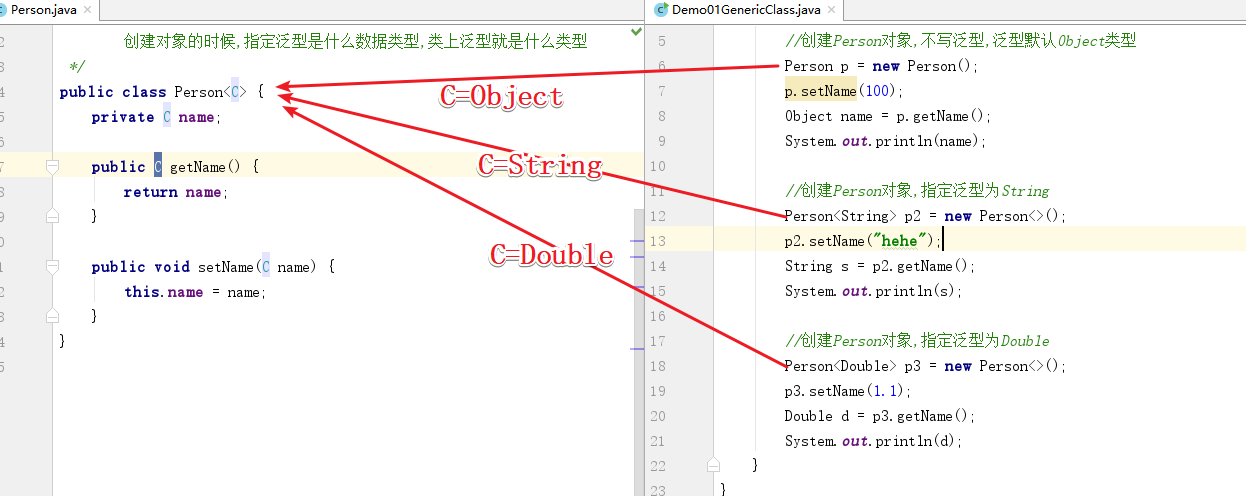 Person.java
2 创建对象的时候,指定泛型是什么数据类型,类上泛型就是什么类型
3 */
4 public class Person<C> {
5 private C name;
6
7 public C getName() {
8 return name;
9 }
0
1 public void setName(C name) {
2 this.name = name;
3 }
4 }
5
C=Object
C=String
C=Double
Demo01GenericClass.java
5 //创建Person对象,不写泛型,泛型默认Object类型
6 Person p = new Person();
7 p.setName(100);
8 Object name = p.getName();
9 System.out.println(name);
10
11 //创建Person对象,指定泛型为String
12 Person<String> p2 = new Person<>();
13 p2.setName("hehe");
14 String s = p2.getName();
15 System.out.println(s);
16
17 //创建Person对象,指定泛型为Double
18 Person<Double> p3 = new Person<>();
19 p3.setName(1.1);
20 Double d = p3.getName();
21 System.out.println(d);
22 }
23 }